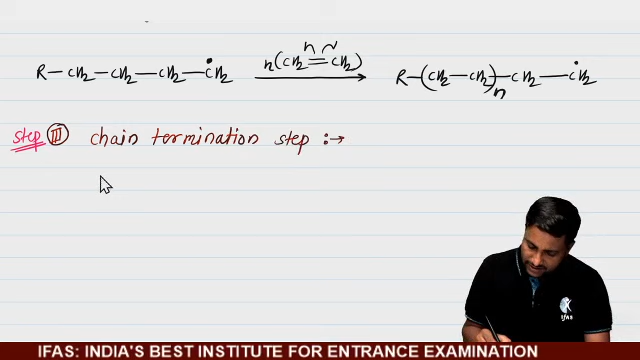 R—CH2—CH2—CH2—ĊH2 n(CH2=CH2) n → R—(CH2—CH2)n—CH2—ĊH2
Step III chain termination step :→
IFAS
IFAS: INDIA'S BEST INSTITUTE FOR ENTRANCE EXAMINATION